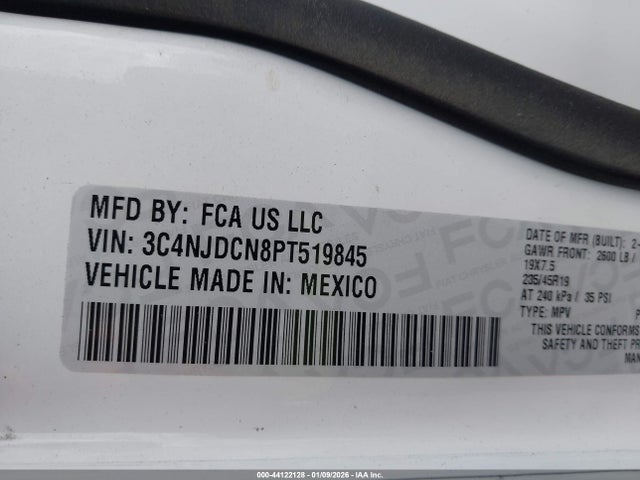 MFD BY: FCA US LLC
VIN: 3C4NJDCN8PT519845
VEHICLE MADE IN: MEXICO
DATE OF MFR (BUILT): 2-
GAWR FRONT: 2600 LB /
19X7.5
235/45R19
AT 240 kPa / 35 PSI
TYPE: MPV
THIS VEHICLE CONFORMS
SAFETY AND THEFT PR
MAN
000-44122128 - 01/09/2026 - IAA Inc.